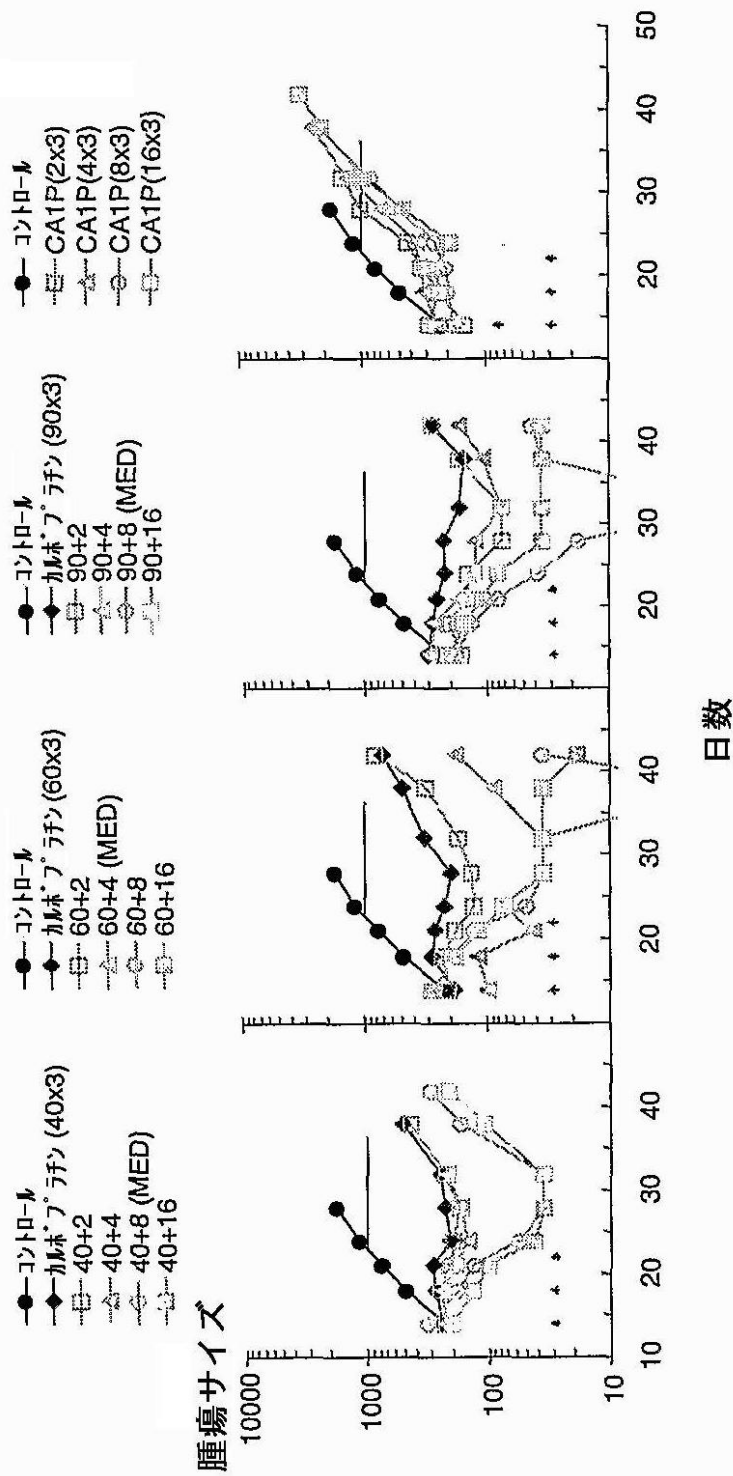 コントロール
カルボプラチン (40x3)
40+2
40+4
40+8 (MED)
40+16
コントロール
カルボプラチン (60x3)
60+2
60+4 (MED)
60+8
60+16
コントロール
カルボプラチン (90x3)
90+2
90+4
90+8 (MED)
90+16
コントロール
CA1P(2x3)
CA1P(4x3)
CA1P(8x3)
CA1P(16x3)
腫瘍サイズ
10000
1000
100
10
10 20 30 40
20 30 40
20 30 40
20 30 40 50
日数